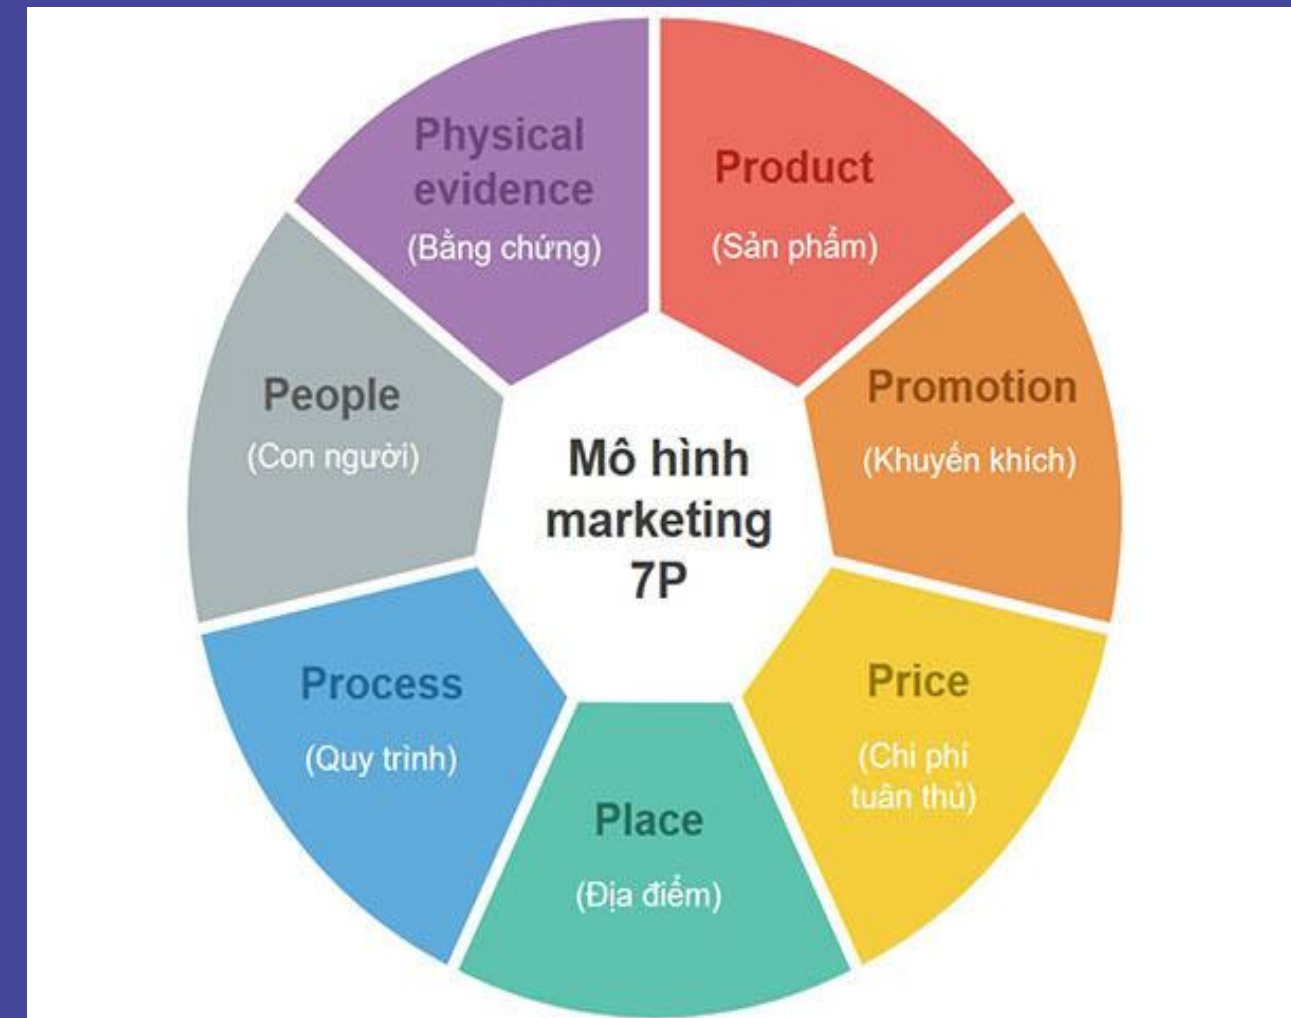 Mô hình
marketing
7P
Product
(Sản phẩm)
Promotion
(Khuyến khích)
Price
(Chi phí
tuân thủ)
Place
(Địa điểm)
Process
(Quy trình)
People
(Con người)
Physical
evidence
(Bằng chứng)